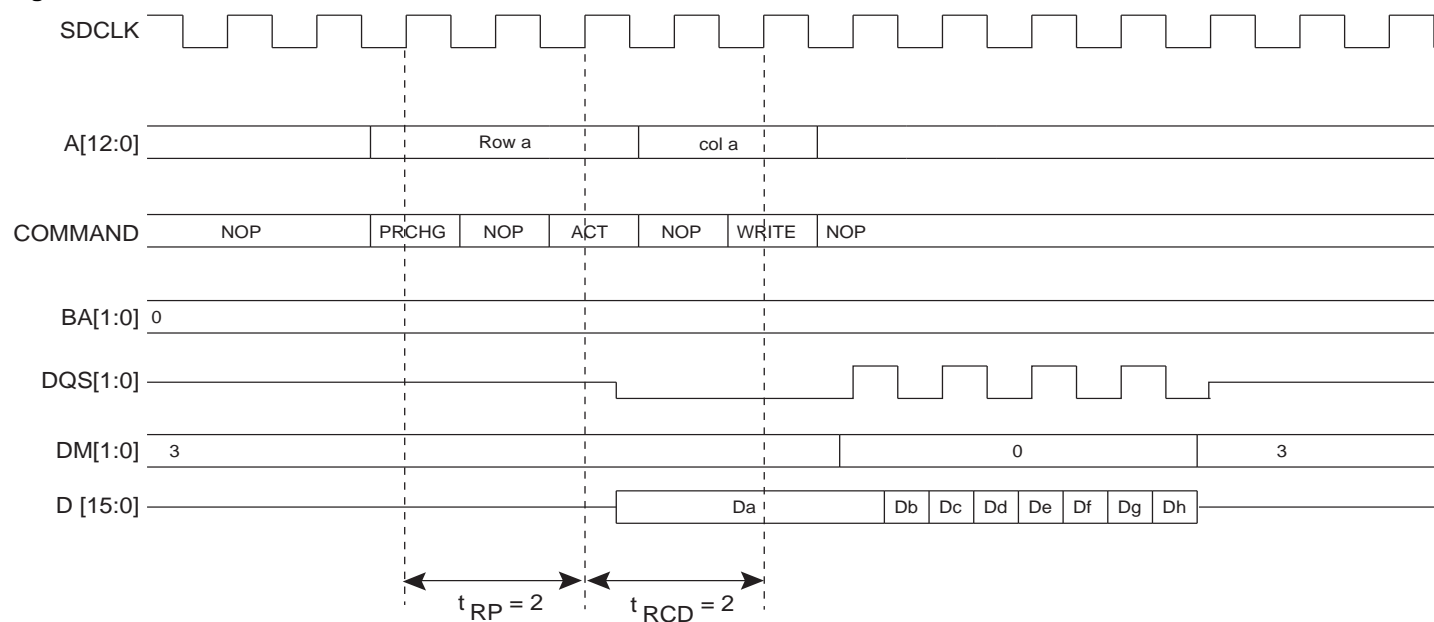 SDCLK
A[12:0] Row a col a
COMMAND NOP PRCHG NOP ACT NOP WRITE NOP
BA[1:0] 0
DQS[1:0]
DM[1:0] 3 0 3
D [15:0] Da Db Dc Dd De Df Dg Dh
t RP = 2 t RCD = 2